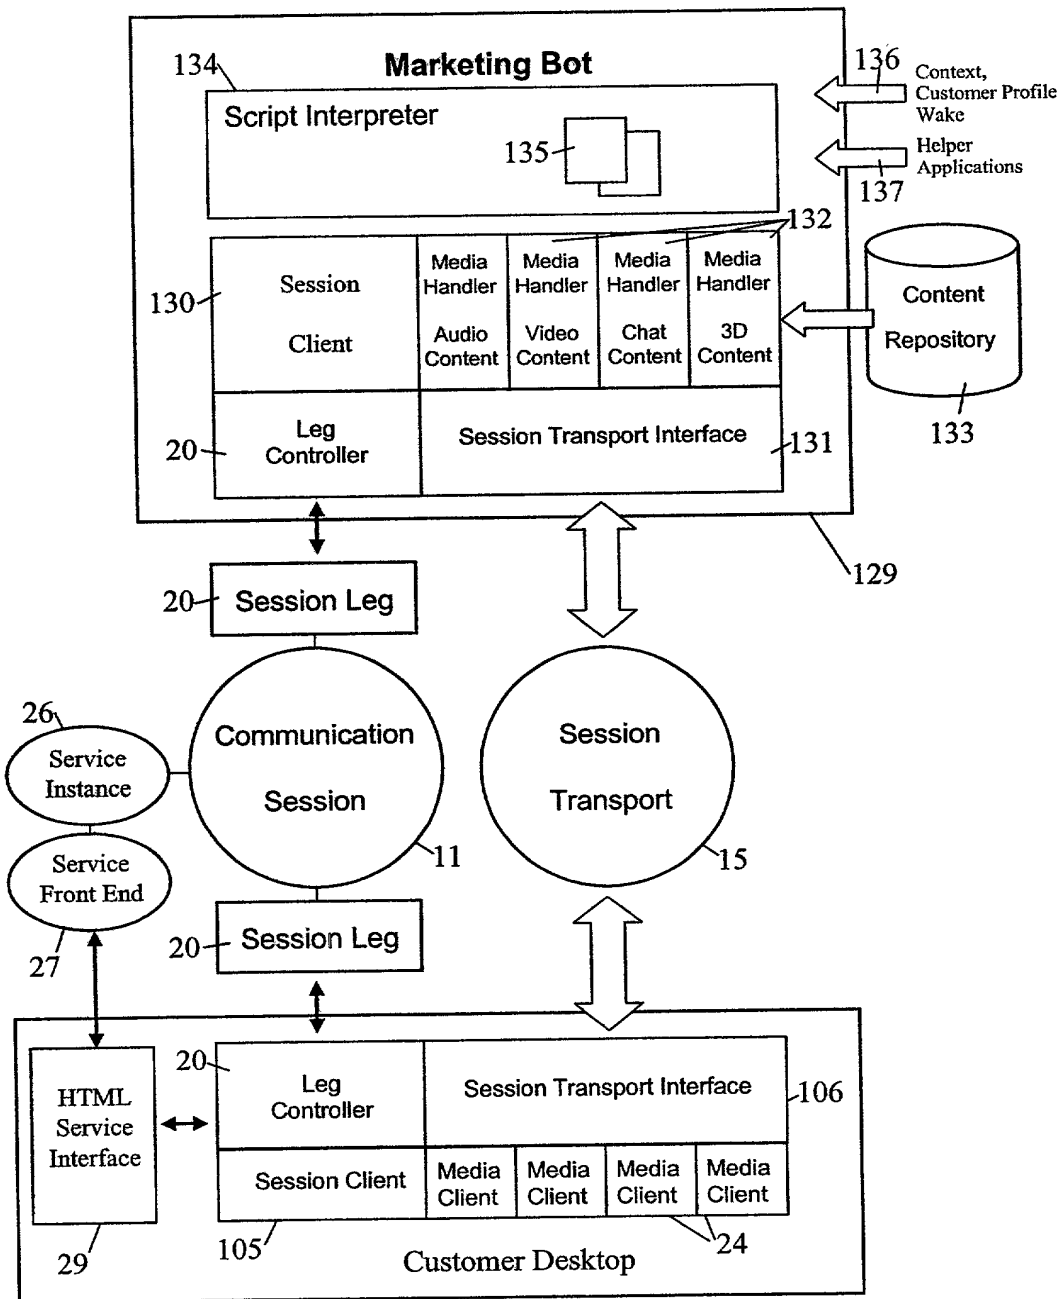 Marketing Bot
134
Script Interpreter
135
136
Context,
Customer Profile
Wake
Helper
Applications
137
132
130
Session
Client
Media
Handler
Audio
Content
Media
Handler
Video
Content
Media
Handler
Chat
Content
Media
Handler
3D
Content
Content
Repository
133
20
Leg
Controller
Session Transport Interface
131
129
20
Session Leg
26
Service
Instance
Communication
Session
11
Session
Transport
15
Service
Front End
27
20
Session Leg
HTML
Service
Interface
29
20
Leg
Controller
Session Transport Interface
106
Session Client
105
Media
Client
Media
Client
Media
Client
Media
Client
24
Customer Desktop